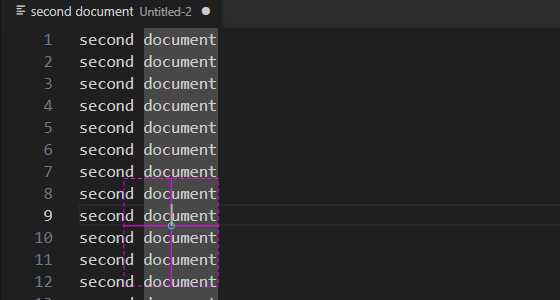 second document Untitled-2
1 second document
2 second document
3 second document
4 second document
5 second document
6 second document
7 second document
8 second document
9 second document
10 second document
11 second document
12 second document